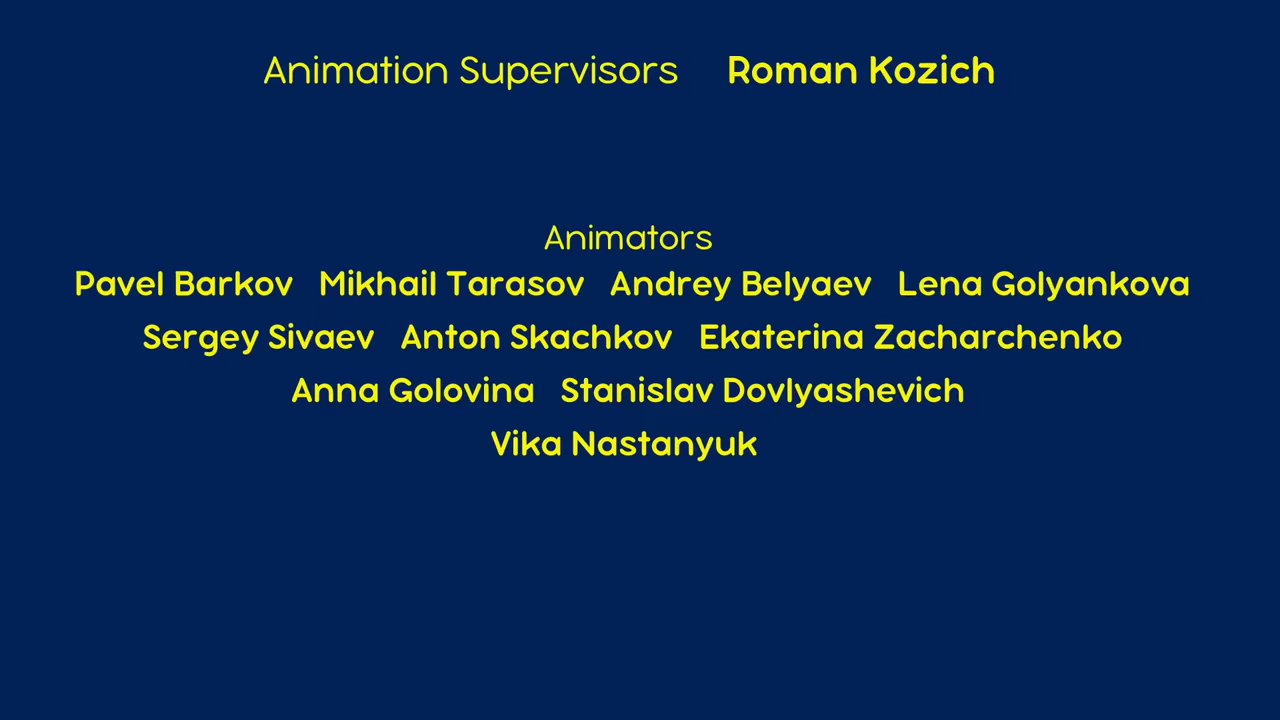 Animation Supervisors Roman Kozich
Animators
Pavel Barkov Mikhail Tarasov Andrey Belyaev Lena Golyankova
Sergey Sivaev Anton Skachkov Ekaterina Zacharchenko
Anna Golovina Stanislav Dovlyashevich
Vika Nastanyuk